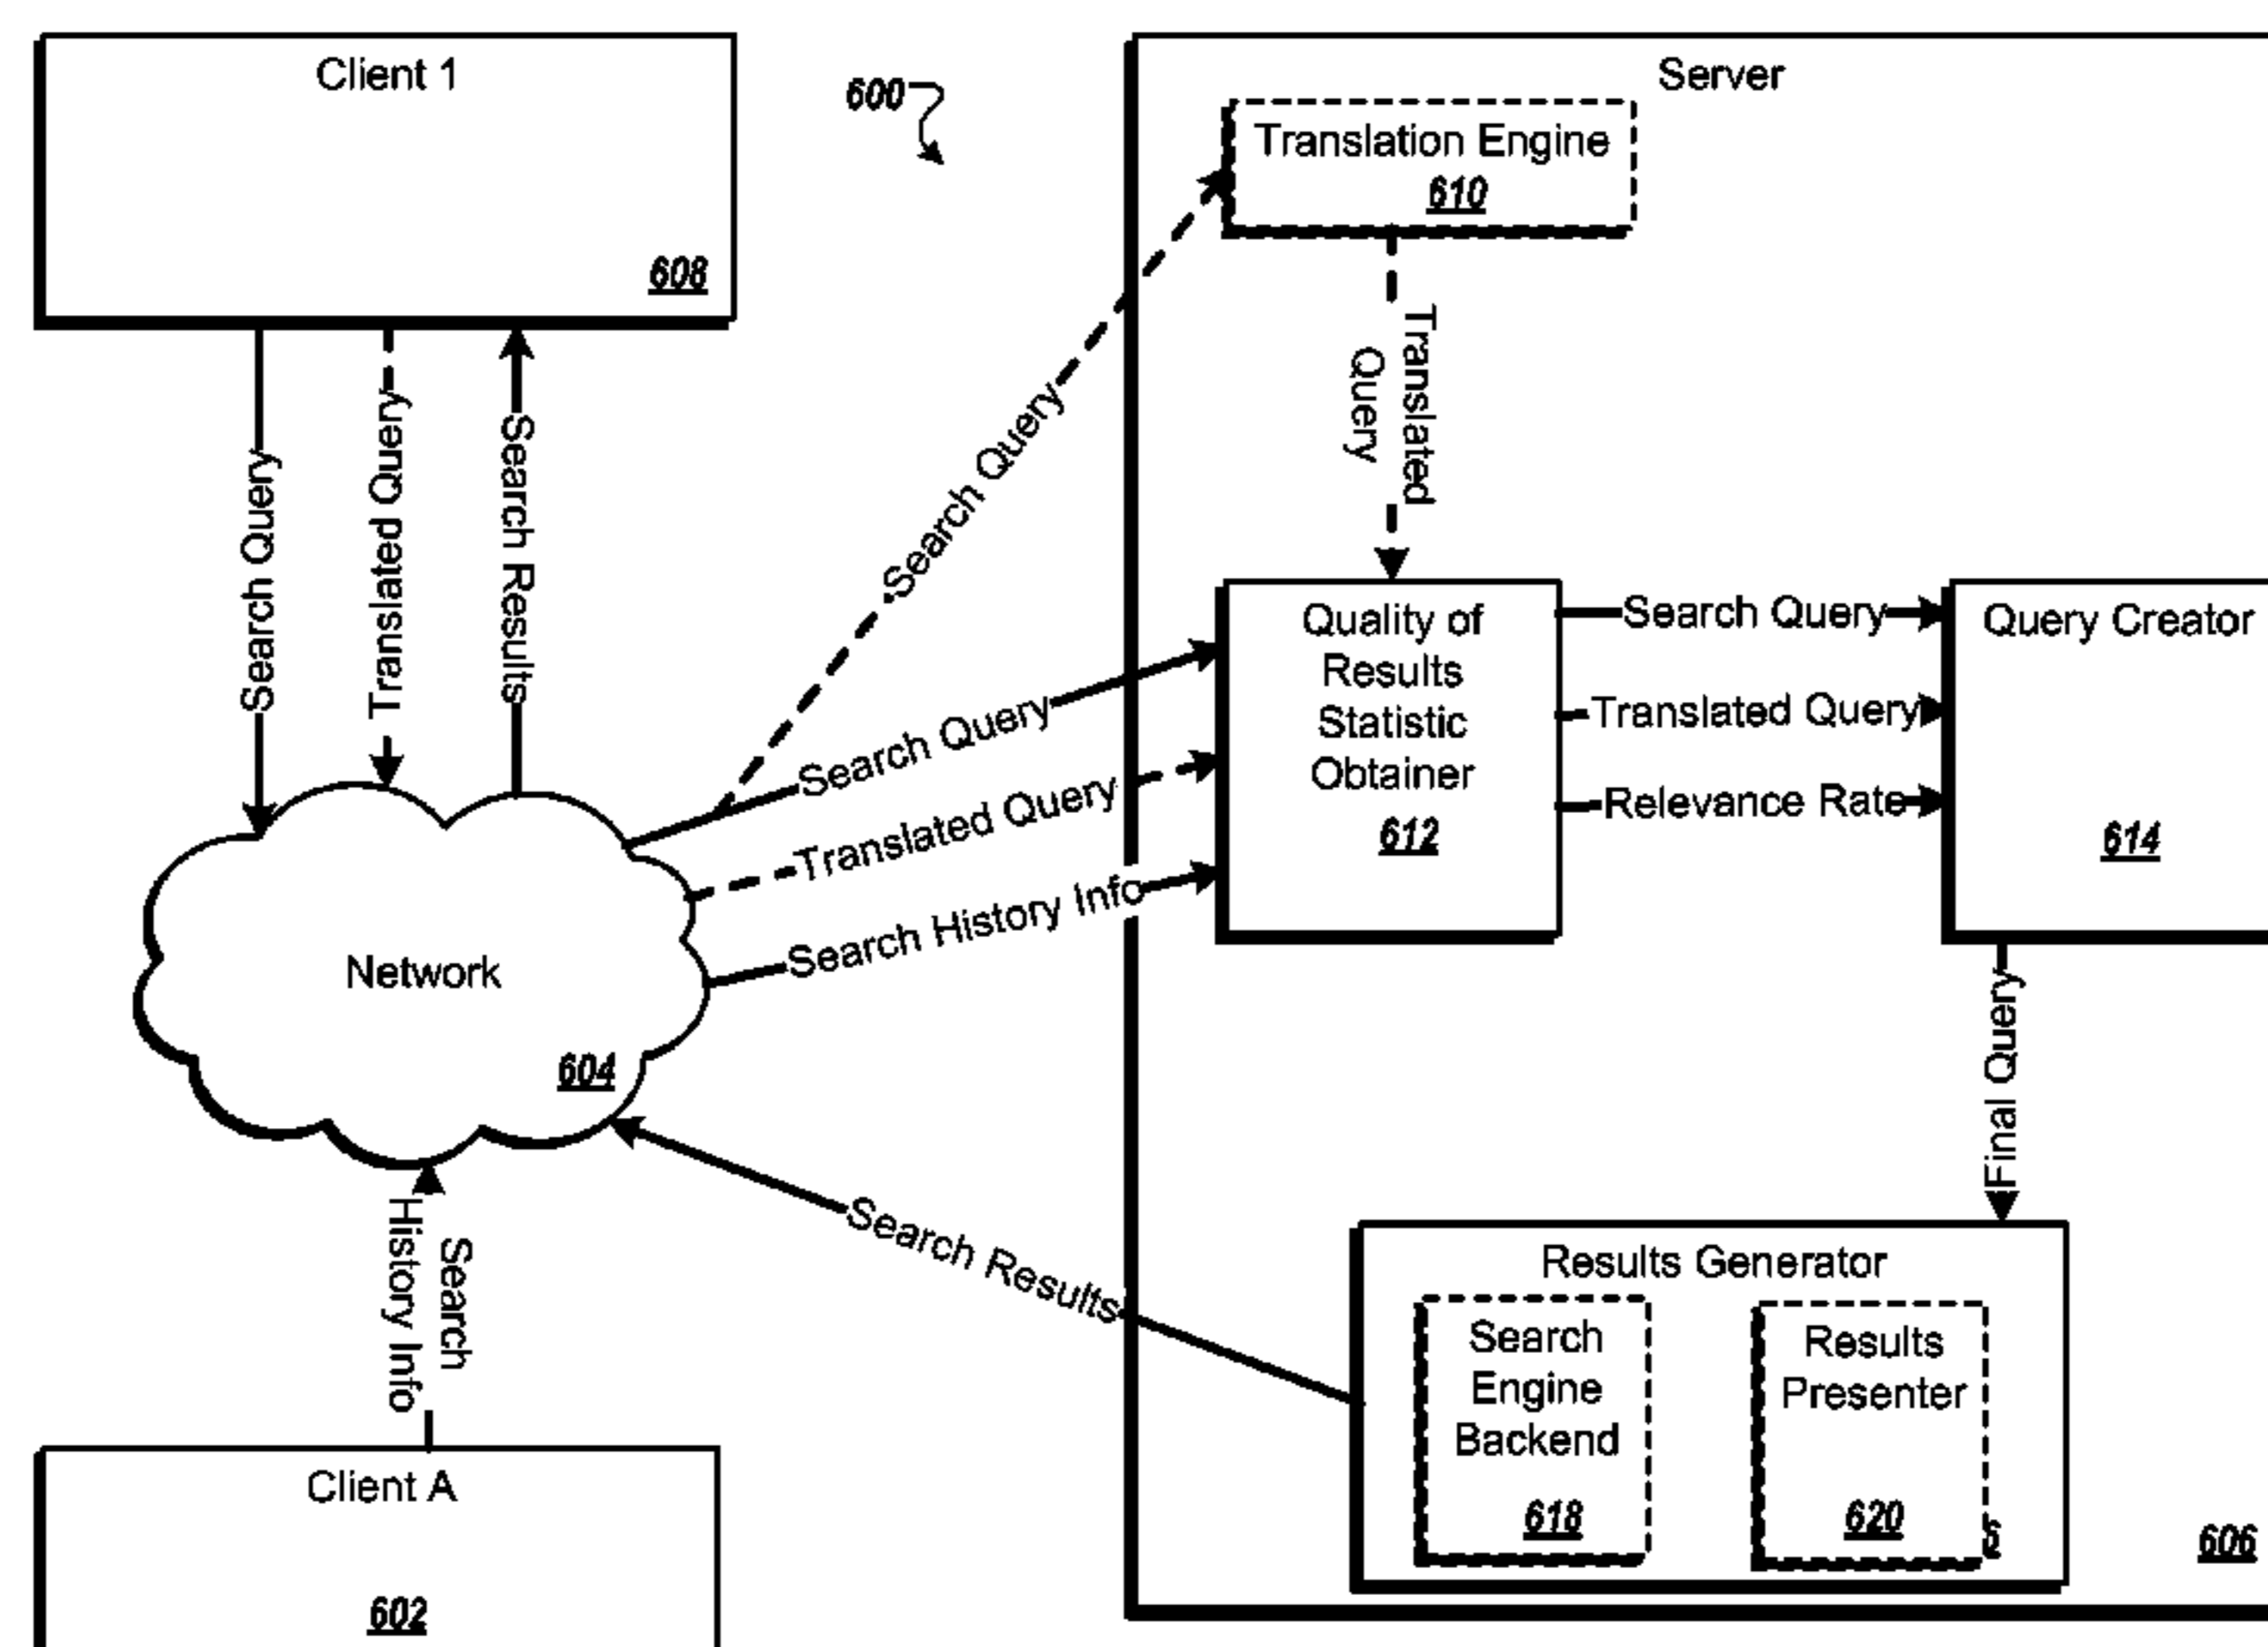 Client 1
608
600
Server
Translation Engine
610
Translated
Query
Search Query
Translated Query
Search Results
Search Query
Search Query
Translated Query
Search History Info
Quality of
Results
Statistic
Obtainer
612
Search Query
Translated Query
Relevance Rate
Query Creator
614
Network
604
Final Query
Search Results
Search
History Info
Results Generator
Search
Engine
Backend
618
Results
Presenter
620
606
Client A
602